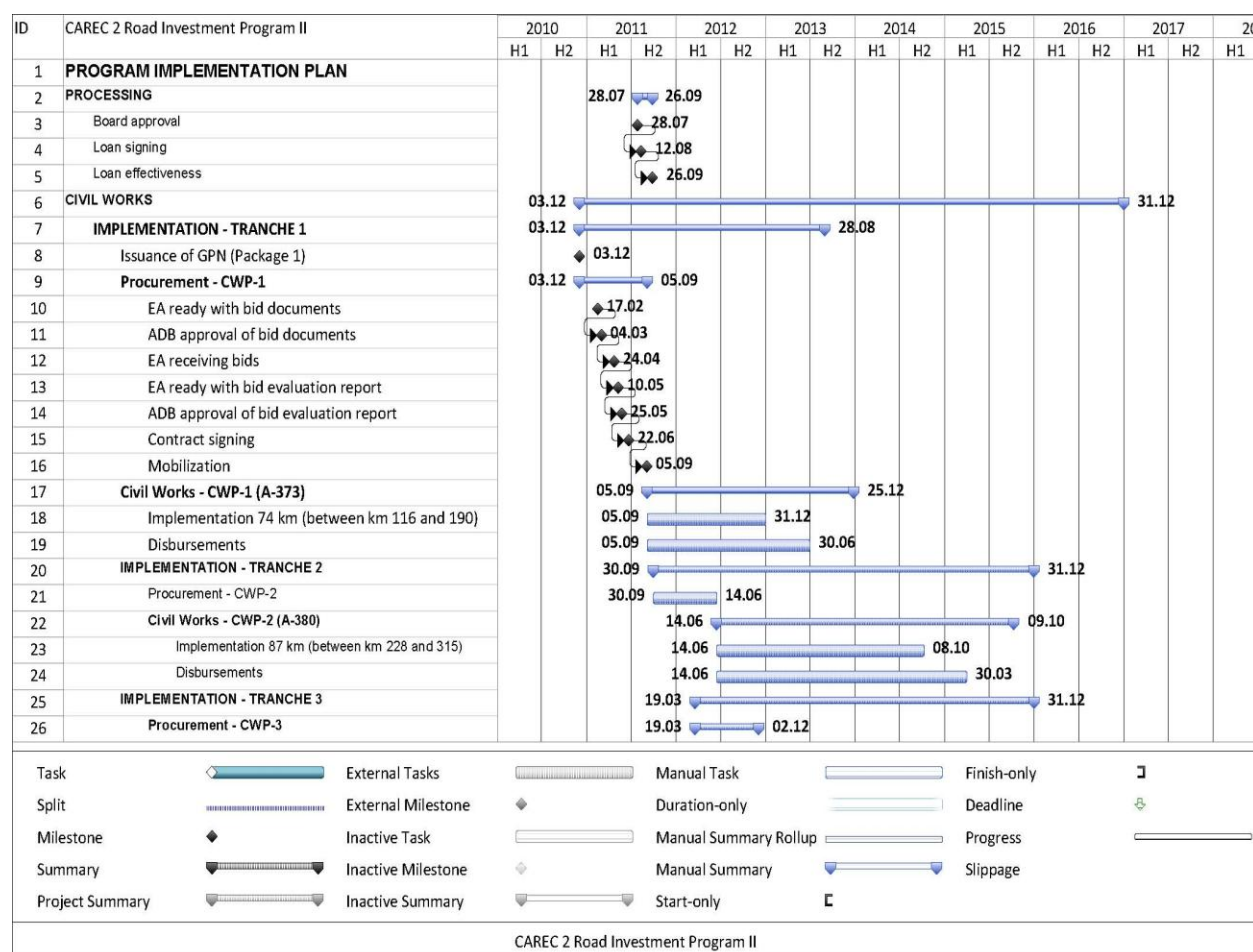 ID CAREC 2 Road Investment Program II 2010 2011 2012 2013 2014 2015 2016 2017 20
H1 H2 H1 H2 H1 H2 H1 H2 H1 H2 H1 H2 H1 H2 H1 H2 H1
1 PROGRAM IMPLEMENTATION PLAN
2 PROCESSING 28.07 26.09
3 Board approval 28.07
4 Loan signing 12.08
5 Loan effectiveness 26.09
6 CIVIL WORKS 03.12 31.12
7 IMPLEMENTATION - TRANCHE 1 03.12 28.08
8 Issuance of GPN (Package 1) 03.12
9 Procurement - CWP-1 03.12 05.09
10 EA ready with bid documents 17.02
11 ADB approval of bid documents 04.03
12 EA receiving bids 24.04
13 EA ready with bid evaluation report 10.05
14 ADB approval of bid evaluation report 25.05
15 Contract signing 22.06
16 Mobilization 05.09
17 Civil Works - CWP-1 (A-373) 05.09 25.12
18 Implementation 74 km (between km 116 and 190) 05.09 31.12
19 Disbursements 05.09 30.06
20 IMPLEMENTATION - TRANCHE 2 30.09 31.12
21 Procurement - CWP-2 30.09 14.06
22 Civil Works - CWP-2 (A-380) 14.06 09.10
23 Implementation 87 km (between km 228 and 315) 14.06 08.10
24 Disbursements 14.06 30.03
25 IMPLEMENTATION - TRANCHE 3 19.03 31.12
26 Procurement - CWP-3 19.03 02.12
Task External Tasks Manual Task Finish-only
Split External Milestone Duration-only Deadline
Milestone Inactive Task Manual Summary Rollup Progress
Summary Inactive Milestone Manual Summary Slippage
Project Summary Inactive Summary Start-only
CAREC 2 Road Investment Program II